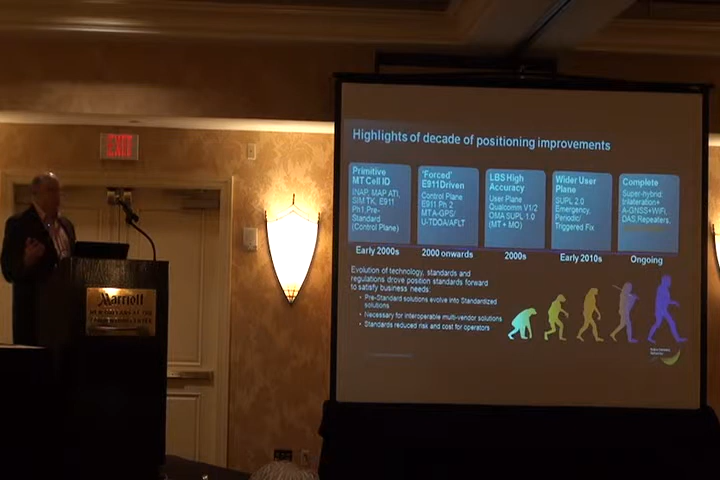 EXIT
Marriott
Highlights of decade of positioning improvements
Primitive
MT Cell ID
INAP, MAP ATI,
SIM TK, E911
Ph1,Pre-
Standard
(Control Plane)
'Forced'
E911Driven
Control Plane
E911 Ph 2
MTA-GPS/
U-TDOA/AFLT
LBS High
Accuracy
User Plane
Qualcomm V1/2
OMA SUPL 1.0
(MT + MO)
Wider User
Plane
SUPL 2.0
Emergency,
Periodic/
Triggered Fix
Complete
Super-hybrid:
trilateration+
A-GNSS+WiFi,
DAS,Repeaters,
Early 2000s
2000 onwards
2000s
Early 2010s
Ongoing
Evolution of technology, standards and
regulations drove position standards forward
to satisfy business needs:
• Pre-Standard solutions evolve into Standardized
solutions
• Necessary for interoperable multi-vendor solutions
• Standards reduced risk and cost for operators